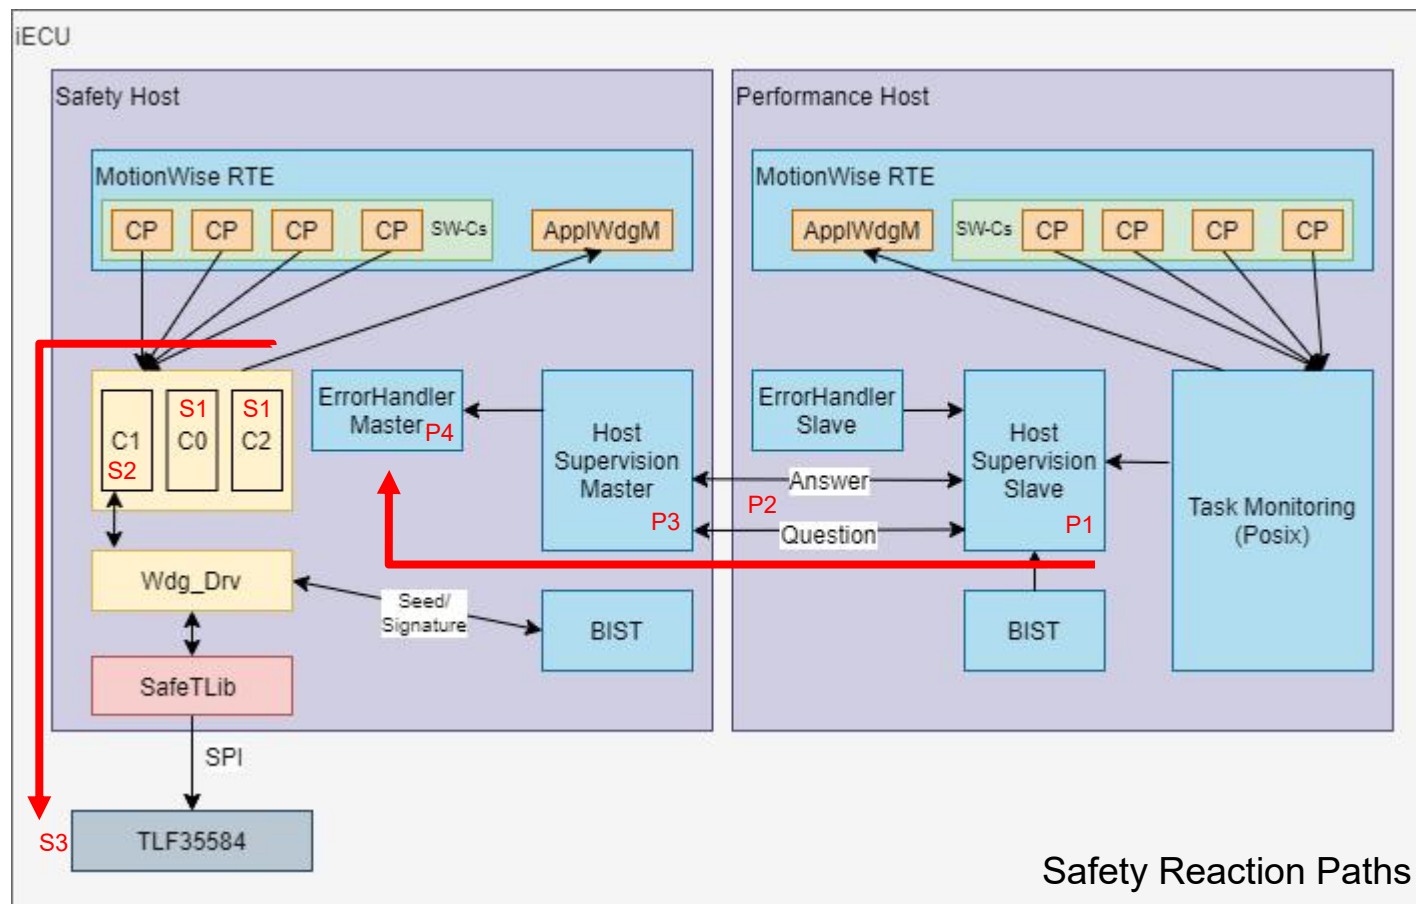 iECU
Safety Host
MotionWise RTE
CP
CP
CP
CP
SW-Cs
ApplWdgM
C1
S2
S1
C0
S1
C2
ErrorHandler
Master
P4
Host
Supervision
Master
P3
Wdg_Drv
Seed/
Signature
BIST
SafeTLib
SPI
S3
TLF35584
Performance Host
MotionWise RTE
ApplWdgM
SW-Cs
CP
CP
CP
CP
ErrorHandler
Slave
Host
Supervision
Slave
P1
Answer
P2
Question
Task Monitoring
(Posix)
BIST
Safety Reaction Paths